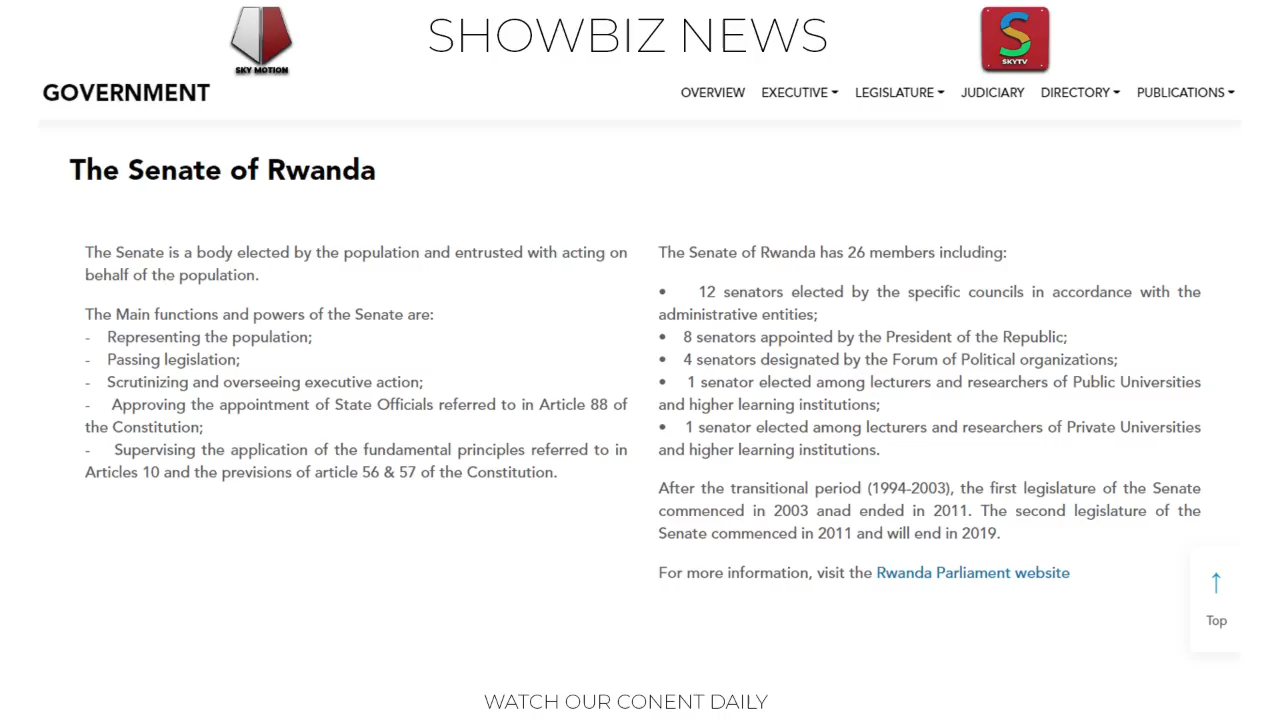 SHOWBIZ NEWS
SKY MOTION
SKYTV
GOVERNMENT
OVERVIEW EXECUTIVE LEGISLATURE JUDICIARY DIRECTORY PUBLICATIONS
The Senate of Rwanda
The Senate is a body elected by the population and entrusted with acting on
behalf of the population.
The Main functions and powers of the Senate are:
- Representing the population;
- Passing legislation;
- Scrutinizing and overseeing executive action;
- Approving the appointment of State Officials referred to in Article 88 of
the Constitution;
- Supervising the application of the fundamental principles referred to in
Articles 10 and the previsions of article 56 & 57 of the Constitution.
The Senate of Rwanda has 26 members including:
• 12 senators elected by the specific councils in accordance with the
administrative entities;
• 8 senators appointed by the President of the Republic;
• 4 senators designated by the Forum of Political organizations;
• 1 senator elected among lecturers and researchers of Public Universities
and higher learning institutions;
• 1 senator elected among lecturers and researchers of Private Universities
and higher learning institutions.
After the transitional period (1994-2003), the first legislature of the Senate
commenced in 2003 anad ended in 2011. The second legislature of the
Senate commenced in 2011 and will end in 2019.
For more information, visit the Rwanda Parliament website
Top
WATCH OUR CONENT DAILY